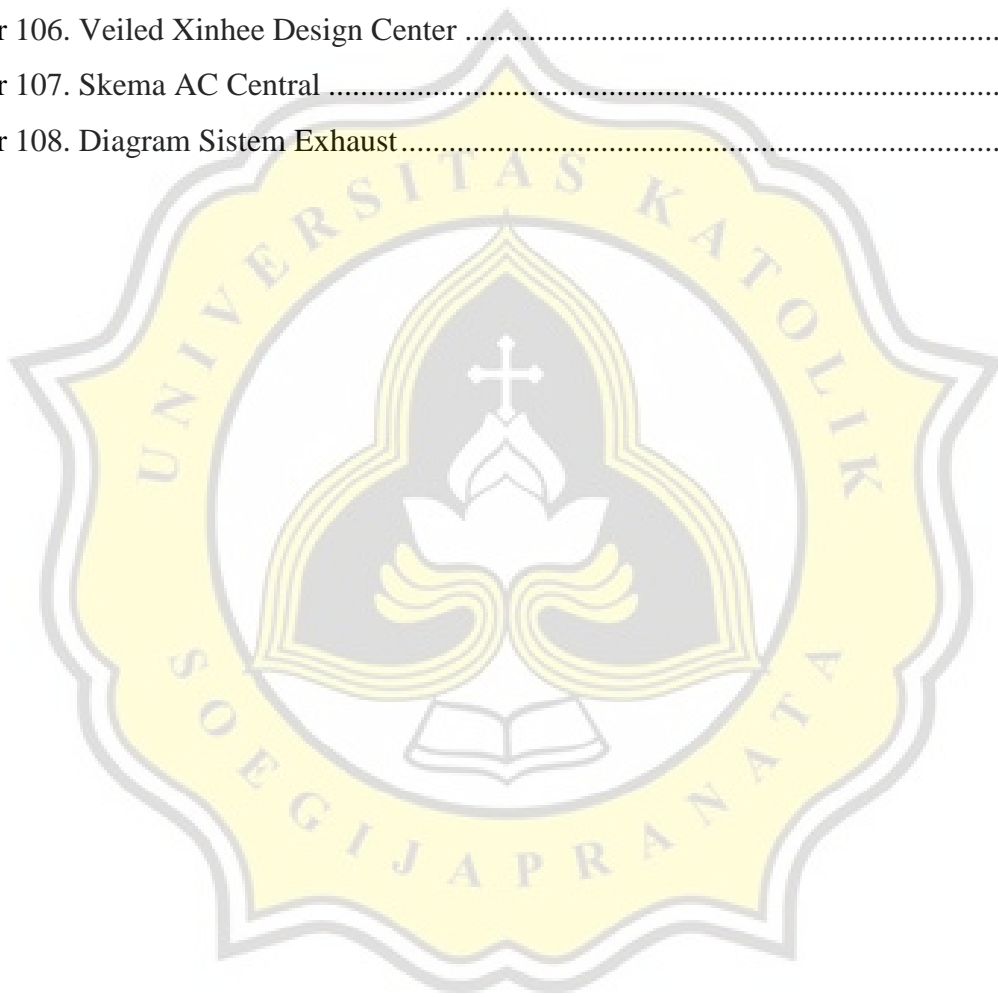 r 106. Veiled Xinhee Design Center ....................................................................
r 107. Skema AC Central .....................................................................................
r 108. Diagram Sistem Exhaust...........................................................................
UNIVERSITAS KATOLIK
SOEGIJAPRANATA